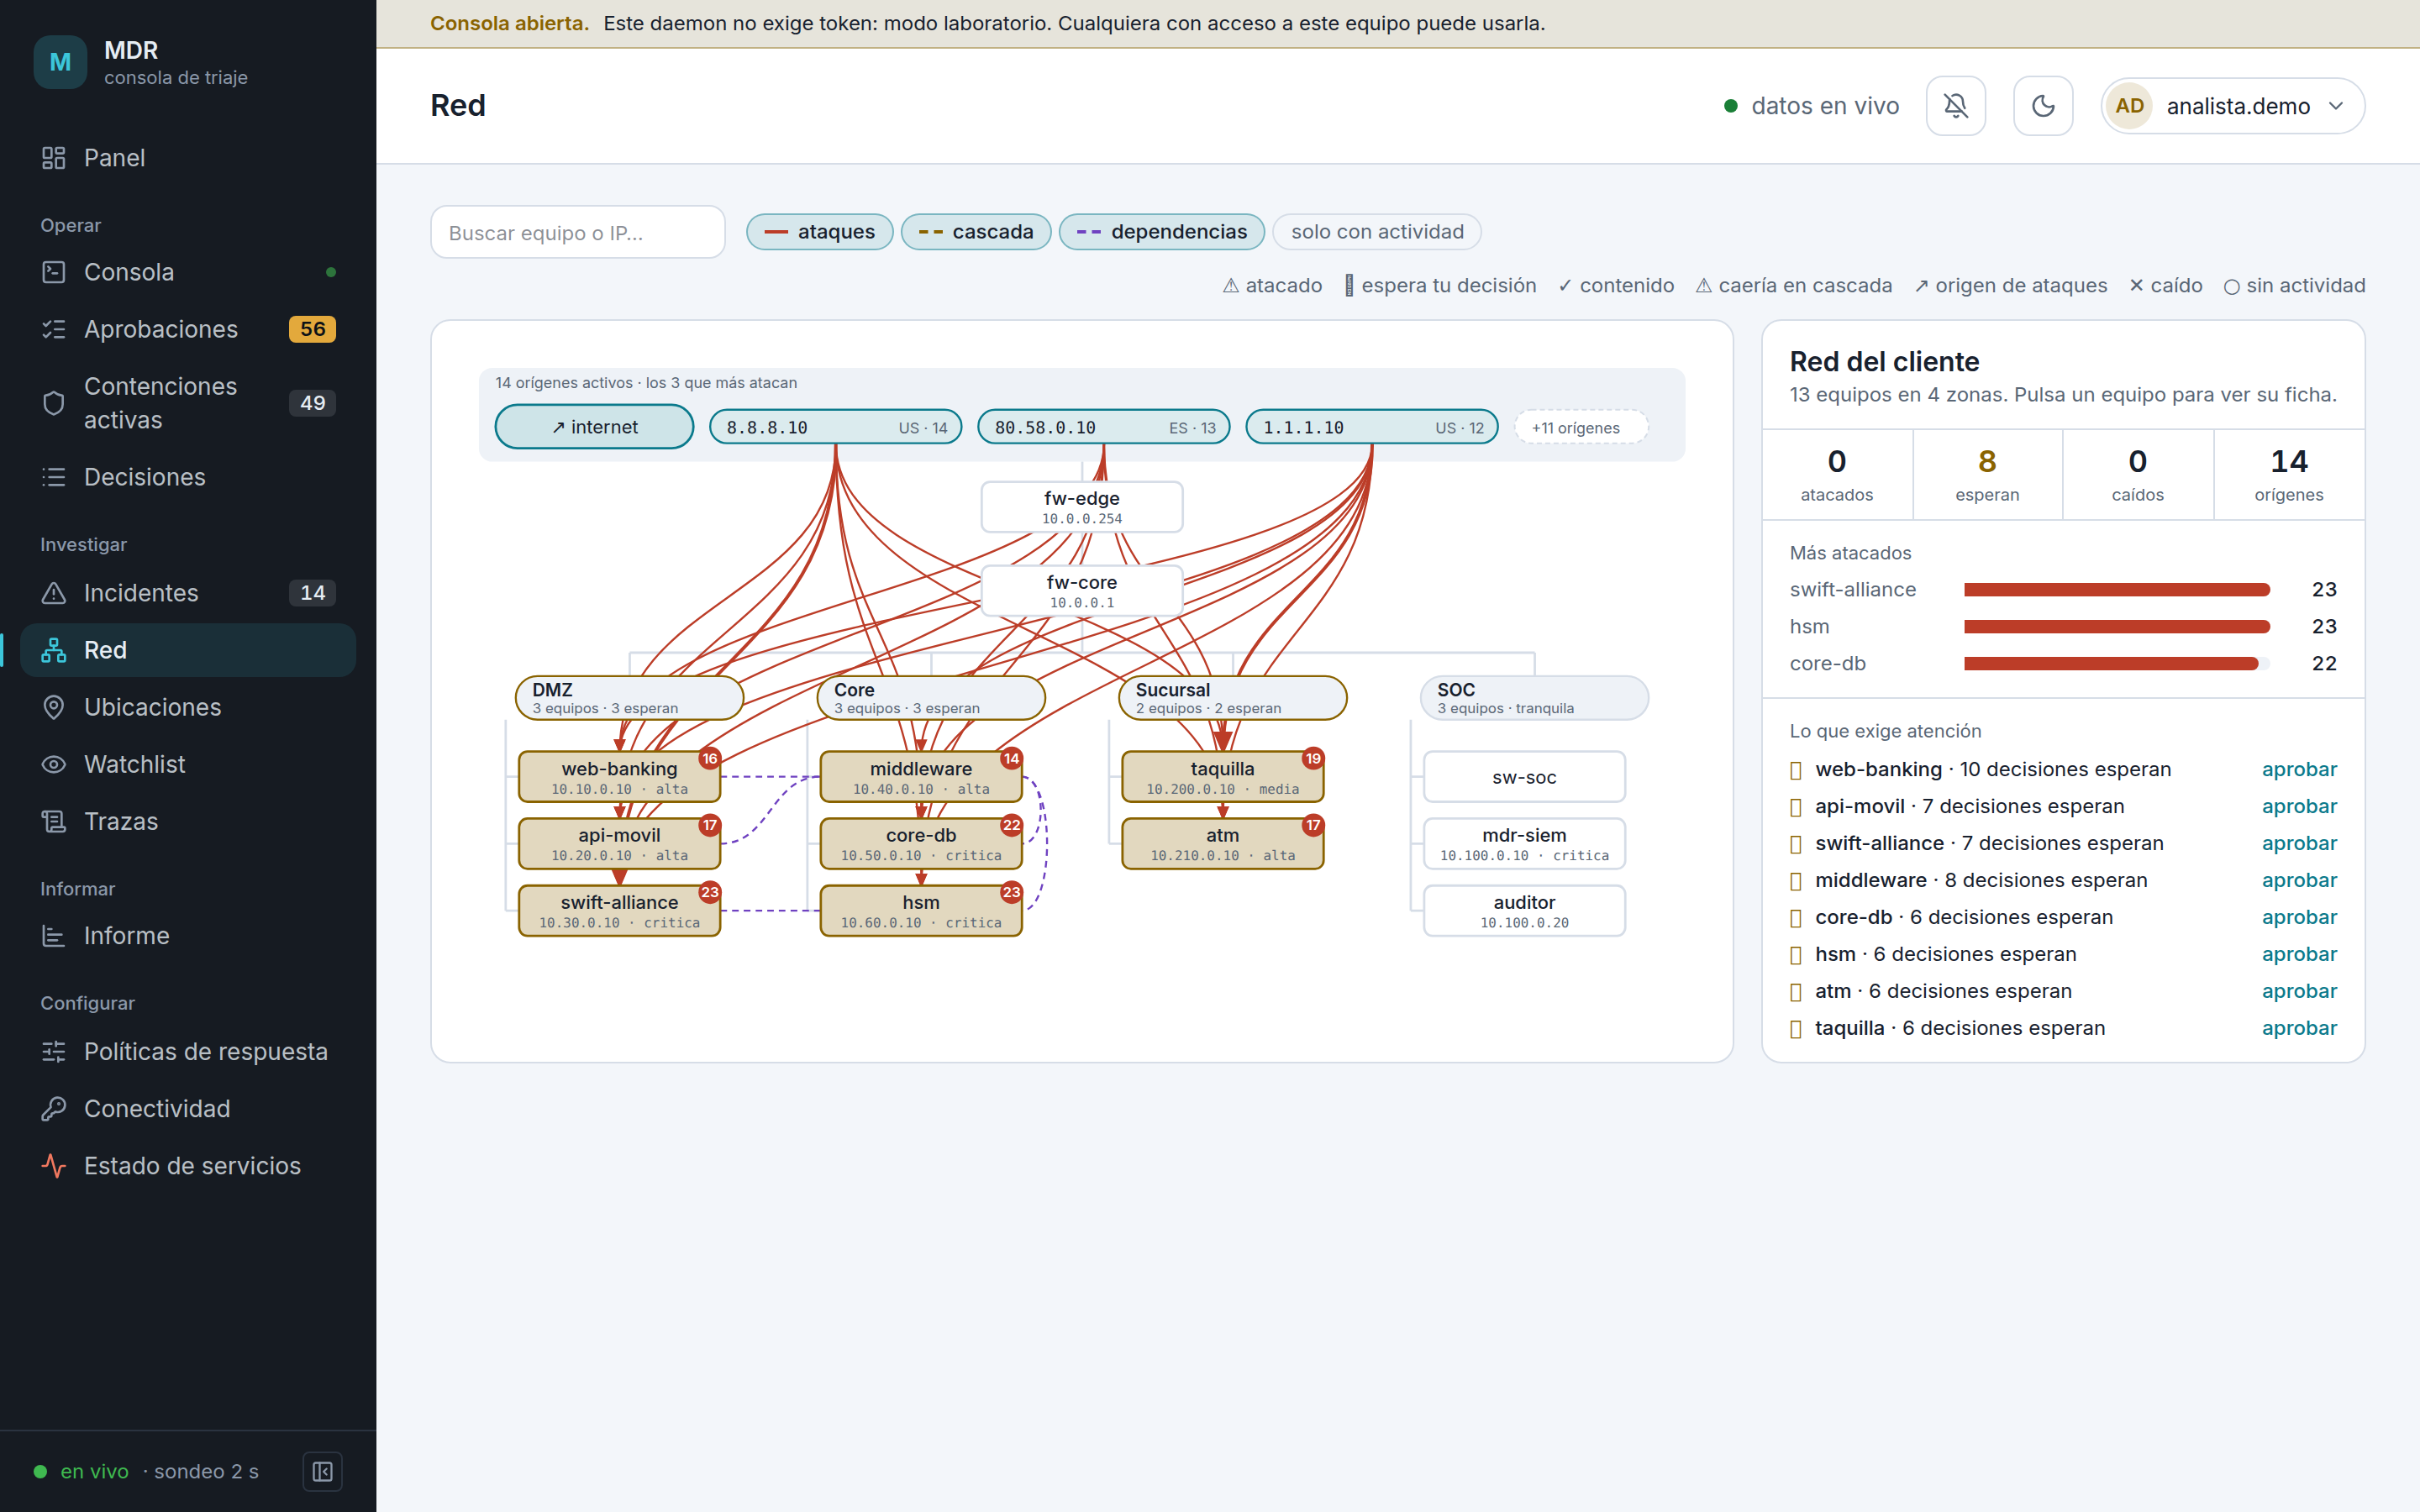 M
MDR
consola de triaje
Panel
Operar
Consola
Aprobaciones 56
Contenciones activas 49
Decisiones
Investigar
Incidentes 14
Red
Ubicaciones
Watchlist
Trazas
Informar
Informe
Configurar
Políticas de respuesta
Conectividad
Estado de servicios
en vivo · sondeo 2 s
Consola abierta. Este daemon no exige token: modo laboratorio. Cualquiera con acceso a este equipo puede usarla.
Red
datos en vivo
AD analista.demo
Buscar equipo o IP...
ataques
cascada
dependencias
solo con actividad
⚠ atacado espera tu decisión ✓ contenido ⚠ caería en cascada ↗ origen de ataques ✕ caído ○ sin actividad
14 orígenes activos · los 3 que más atacan
↗ internet
8.8.8.10 US · 14
80.58.0.10 ES · 13
1.1.1.10 US · 12
+11 orígenes
fw-edge
10.0.0.254
fw-core
10.0.0.1
DMZ
3 equipos · 3 esperan
Core
3 equipos · 3 esperan
Sucursal
2 equipos · 2 esperan
SOC
3 equipos · tranquila
web-banking 16
10.10.0.10 · alta
middleware 14
10.40.0.10 · alta
taquilla 19
10.200.0.10 · media
sw-soc
api-movil 17
10.20.0.10 · alta
core-db 22
10.50.0.10 · critica
atm 17
10.210.0.10 · alta
mdr-siem
10.100.0.10 · critica
swift-alliance 23
10.30.0.10 · critica
hsm 23
10.60.0.10 · critica
auditor
10.100.0.20
Red del cliente
13 equipos en 4 zonas. Pulsa un equipo para ver su ficha.
0 atacados
8 esperan
0 caídos
14 orígenes
Más atacados
swift-alliance 23
hsm 23
core-db 22
Lo que exige atención
web-banking · 10 decisiones esperan aprobar
api-movil · 7 decisiones esperan aprobar
swift-alliance · 7 decisiones esperan aprobar
middleware · 8 decisiones esperan aprobar
core-db · 6 decisiones esperan aprobar
hsm · 6 decisiones esperan aprobar
atm · 6 decisiones esperan aprobar
taquilla · 6 decisiones esperan aprobar